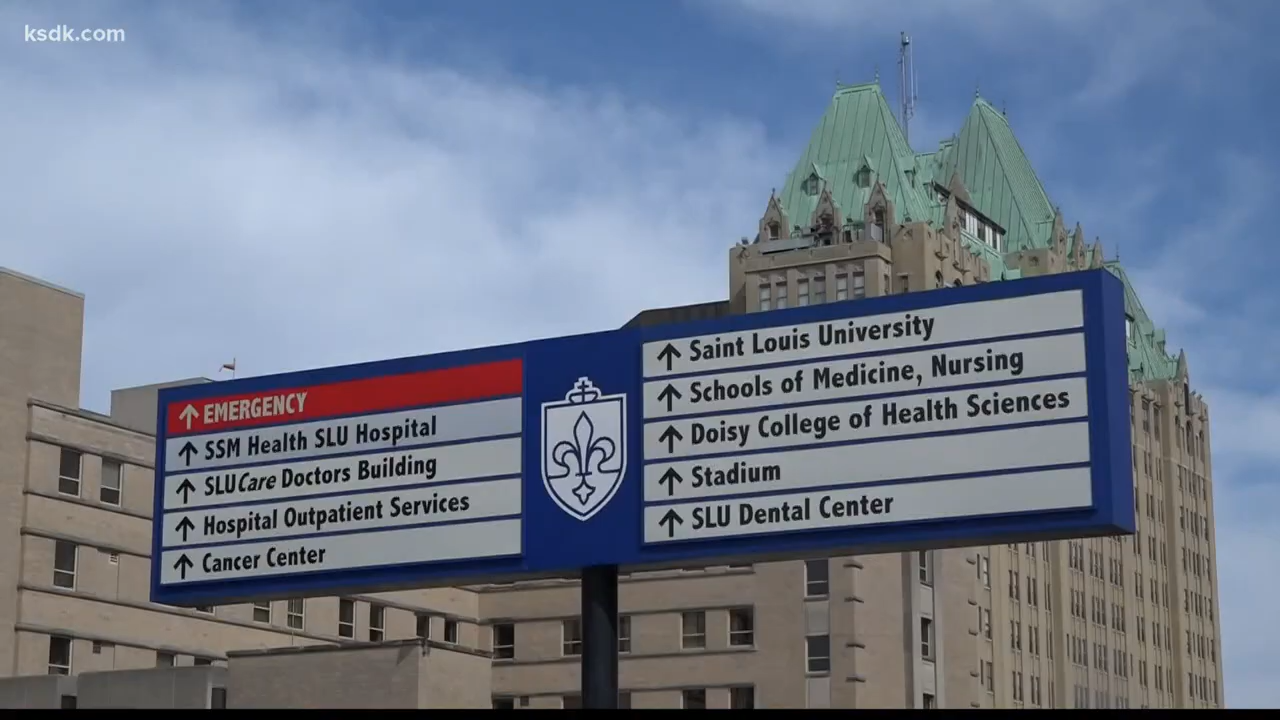 ksdk.com
↑ EMERGENCY
↑ SSM Health SLU Hospital
↑ SLUCare Doctors Building
↑ Hospital Outpatient Services
↑ Cancer Center
↑ Saint Louis University
↑ Schools of Medicine, Nursing
↑ Doisy College of Health Sciences
↑ Stadium
↑ SLU Dental Center